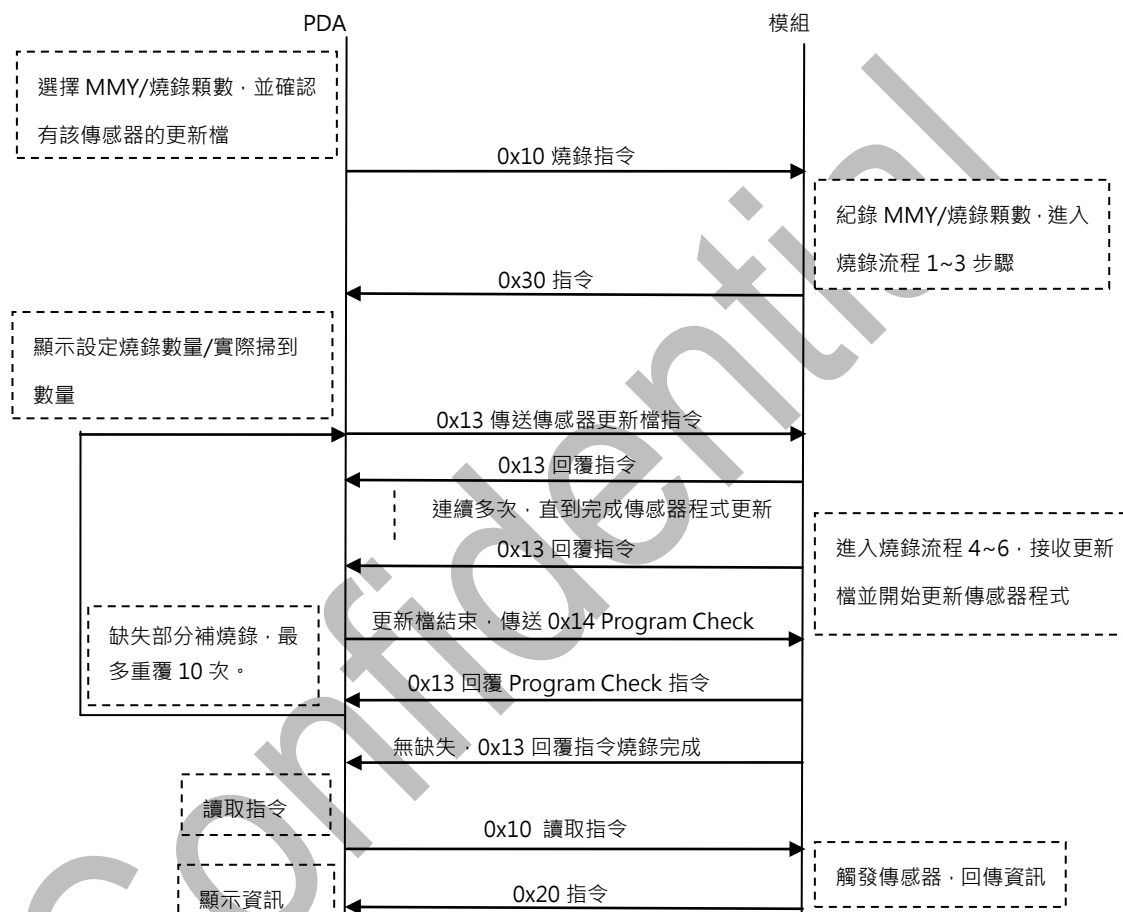 PDA
模組
選擇 MMY/燒錄顆數，並確認
有該傳感器的更新檔
0x10 燒錄指令
紀錄 MMY/燒錄顆數，進入
燒錄流程 1~3 步驟
0x30 指令
顯示設定燒錄數量/實際掃到
數量
0x13 傳送傳感器更新檔指令
0x13 回覆指令
連續多次，直到完成傳感器程式更新
0x13 回覆指令
進入燒錄流程 4~6，接收更新
檔並開始更新傳感器程式
更新檔結束，傳送 0x14 Program Check
缺失部分補燒錄，最
多重覆 10 次。
0x13 回覆 Program Check 指令
無缺失，0x13 回覆指令燒錄完成
讀取指令
0x10 讀取指令
觸發傳感器，回傳資訊
顯示資訊
0x20 指令
Confidential